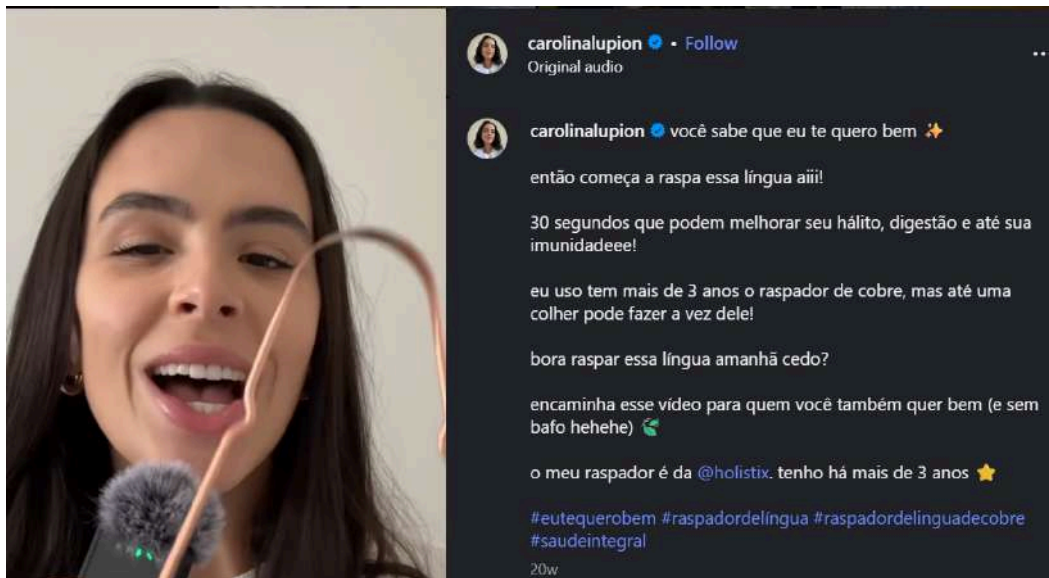 carolinalupion • Follow
Original audio
carolinalupion você sabe que eu te quero bem ✨
então começa a raspa essa língua aiii!
30 segundos que podem melhorar seu hálito, digestão e até sua
imunidadeee!
eu uso tem mais de 3 anos o raspador de cobre, mas até uma
colher pode fazer a vez dele!
bora raspar essa língua amanhã cedo?
encaminha esse vídeo para quem você também quer bem (e sem
bafo hehehe) 🍃
o meu raspador é da @holistix. tenho há mais de 3 anos ⭐
#eutequerobem #raspadordelíngua #raspadordelinguadecobre
#saudeintegral
20w